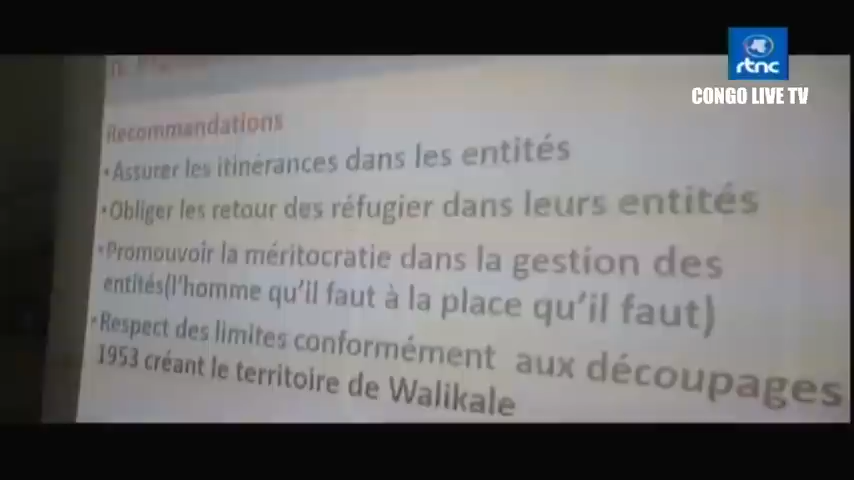 rtnc
CONGO LIVE TV
Recommandations
•Assurer les itinérances dans les entités
•Obliger les retour des réfugier dans leurs entités
•Promouvoir la méritocratie dans la gestion des
entités(l'homme qu'il faut à la place qu'il faut)
•Respect des limites conformément aux découpages
1953 créant le territoire de Walikale